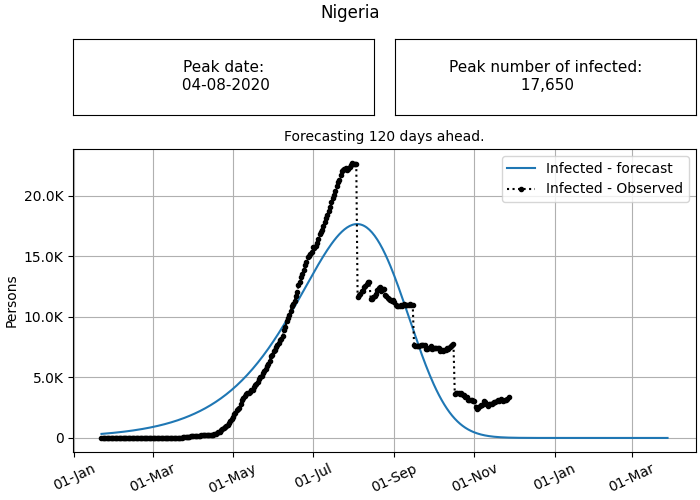 Nigeria
Peak date:
04-08-2020
Peak number of infected:
17,650
Forecasting 120 days ahead.
Infected - forecast
Infected - Observed
Persons
20.0K
15.0K
10.0K
5.0K
0
01-Jan
01-Mar
01-May
01-Jul
01-Sep
01-Nov
01-Jan
01-Mar